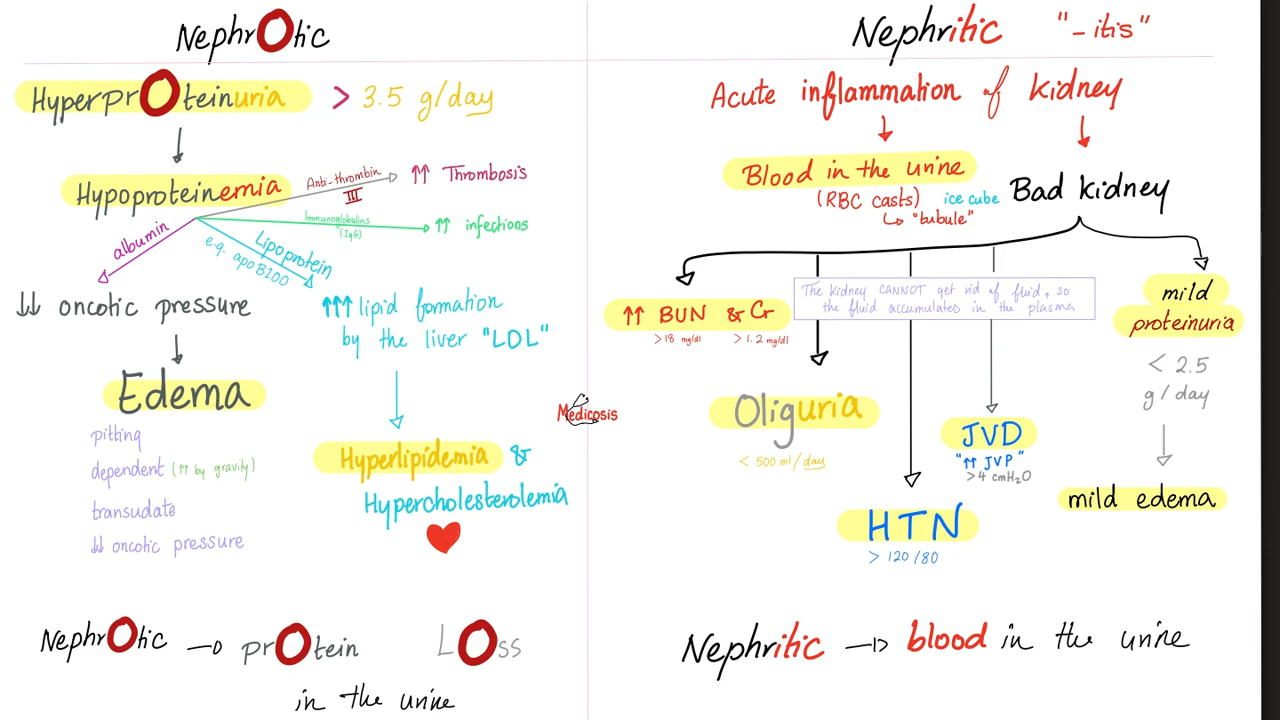 NephrOtic
HyperprOteinuria > 3.5 g/day
Hypoproteinemia
Anti-thrombin
III
↑↑ Thrombosis
Immunoglobulins
(IgG)
↑↑ infections
albumin
Lipoprotein
e.g. apoB100
↓↓ oncotic pressure
↑↑↑ lipid formation
by the liver "LDL"
Edema
pitting
dependent (↑↑ by gravity)
transudate
↓↓ oncotic pressure
Hyperlipidemia &
Hypercholesterolemia
NephrOtic → prOtein LOss
in the urine
Medicosis
Nephritic "-itis"
Acute inflammation of kidney
Blood in the urine
(RBC casts) ice cube
↳ "tubule"
Bad kidney
The kidney CANNOT get rid of fluid, so
the fluid accumulates in the plasma
↑↑ BUN & Cr
>18 mg/dl >1.2 mg/dl
Oliguria
< 500 ml/day
HTN
> 120/80
JVD
"↑↑ JVP"
>4 cmH2O
mild
proteinuria
< 2.5
g/day
mild edema
Nephritic → blood in the urine